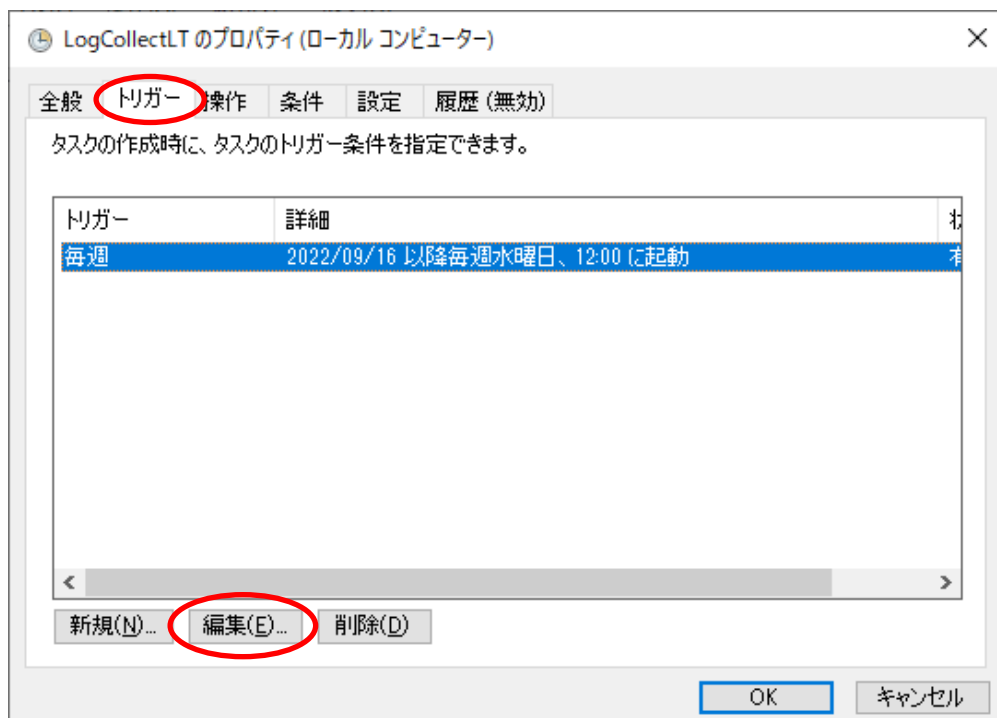 LogCollectLT のプロパティ (ローカル コンピューター)
全般 トリガー 操作 条件 設定 履歴 (無効)
タスクの作成時に、タスクのトリガー条件を指定できます。
トリガー 詳細
毎週 2022/09/16 以降毎週水曜日、12:00 に起動
新規(N)... 編集(E)... 削除(D)
OK キャンセル